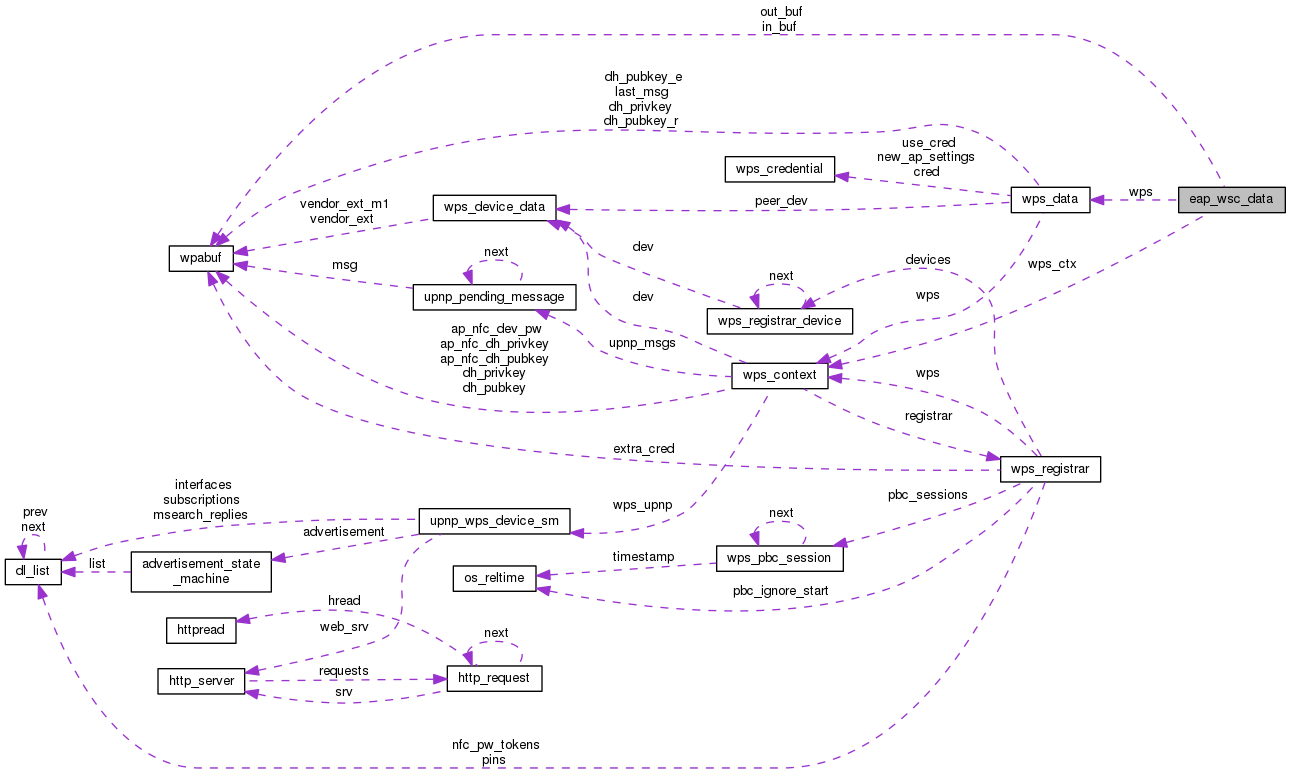 out_buf
in_buf
dh_pubkey_e
last_msg
dh_privkey
dh_pubkey_r
use_cred
new_ap_settings
cred
wps_credential
wps
eap_wsc_data
wps_data
peer_dev
vendor_ext_m1
vendor_ext
wps_device_data
wpabuf
msg
next
upnp_pending_message
dev
devices
wps_ctx
next
wps_registrar_device
dev
wps
ap_nfc_dev_pw
ap_nfc_dh_privkey
ap_nfc_dh_pubkey
dh_privkey
dh_pubkey
upnp_msgs
wps_context
wps
registrar
extra_cred
wps_registrar
interfaces
subscriptions
msearch_replies
wps_upnp
pbc_sessions
prev
next
upnp_wps_device_sm
next
advertisement
wps_pbc_session
dl_list
list
advertisement_state
_machine
timestamp
os_reltime
pbc_ignore_start
hread
httpread
web_srv
next
http_server
requests
http_request
srv
nfc_pw_tokens
pins